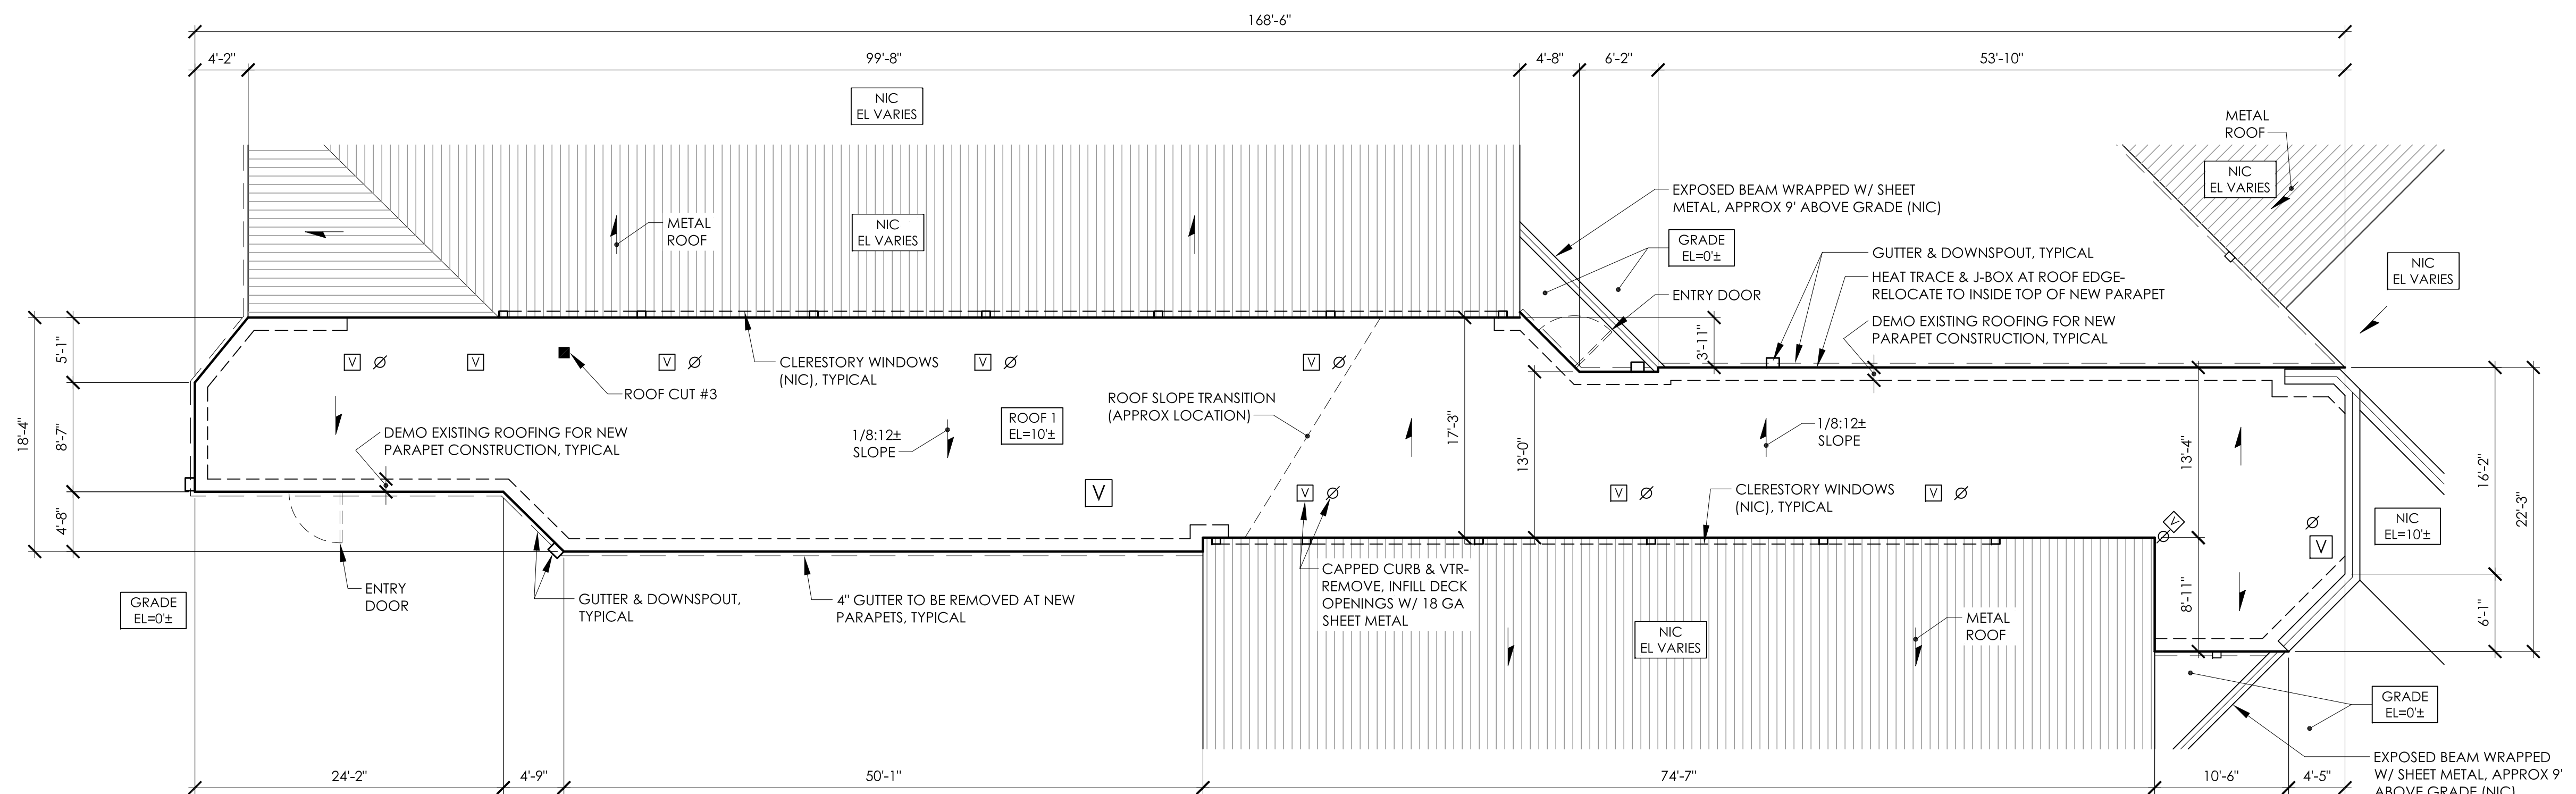 168'-6"
4'-2"
99'-8"
4'-8"
6'-2"
53'-10"
NIC
EL VARIES
METAL
ROOF
NIC
EL VARIES
EXPOSED BEAM WRAPPED W/ SHEET
METAL, APPROX 9' ABOVE GRADE (NIC)
METAL
ROOF
NIC
EL VARIES
GRADE
EL=0'±
GUTTER & DOWNSPOUT, TYPICAL
NIC
EL VARIES
HEAT TRACE & J-BOX AT ROOF EDGE-
RELOCATE TO INSIDE TOP OF NEW PARAPET
ENTRY DOOR
DEMO EXISTING ROOFING FOR NEW
PARAPET CONSTRUCTION, TYPICAL
NIC
EL VARIES
5'-1"
18'-4"
8'-7"
4'-8"
3'-11"
V
V
V
V
V
CLERESTORY WINDOWS
(NIC), TYPICAL
ROOF CUT #3
ROOF SLOPE TRANSITION
(APPROX LOCATION)
ROOF 1
EL=10'±
DEMO EXISTING ROOFING FOR NEW
PARAPET CONSTRUCTION, TYPICAL
1/8:12±
SLOPE
17'-3"
13'-0"
1/8:12±
SLOPE
13'-4"
16'-2"
22'-3"
V
V
V
V
CLERESTORY WINDOWS
(NIC), TYPICAL
V
V
NIC
EL=10'±
CAPPED CURB & VTR-
REMOVE, INFILL DECK
OPENINGS W/ 18 GA
SHEET METAL
ENTRY
DOOR
GRADE
EL=0'±
GUTTER & DOWNSPOUT,
TYPICAL
4" GUTTER TO BE REMOVED AT NEW
PARAPETS, TYPICAL
NIC
EL VARIES
METAL
ROOF
8'-11"
6'-1"
GRADE
EL=0'±
EXPOSED BEAM WRAPPED
W/ SHEET METAL, APPROX 9'
ABOVE GRADE (NIC)
24'-2"
4'-9"
50'-1"
74'-7"
10'-6"
4'-5"